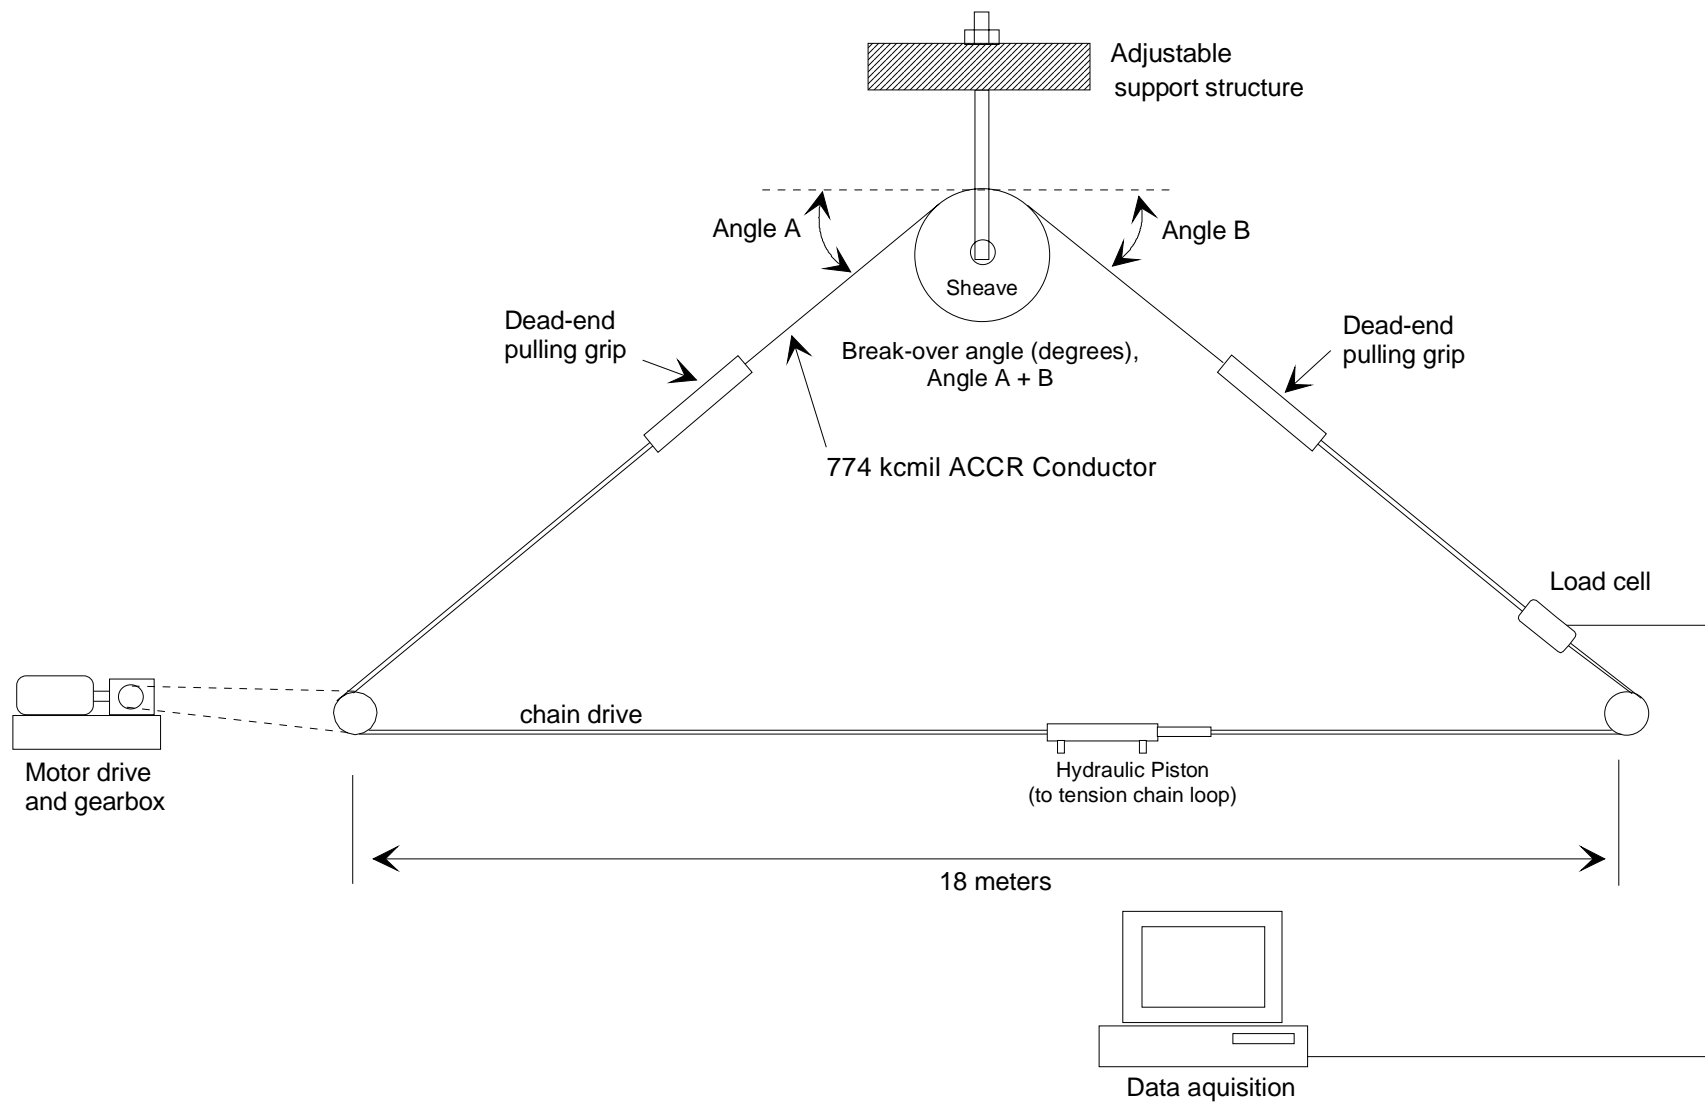 Adjustable
support structure
Angle A
Angle B
Sheave
Dead-end
pulling grip
Break-over angle (degrees),
Angle A + B
Dead-end
pulling grip
774 kcmil ACCR Conductor
Load cell
chain drive
Motor drive
and gearbox
Hydraulic Piston
(to tension chain loop)
18 meters
Data aquisition